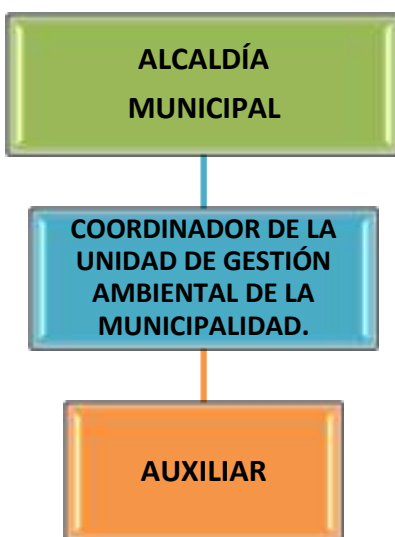 ALCALDÍA
MUNICIPAL
COORDINADOR DE LA
UNIDAD DE GESTIÓN
AMBIENTAL DE LA
MUNICIPALIDAD.
AUXILIAR